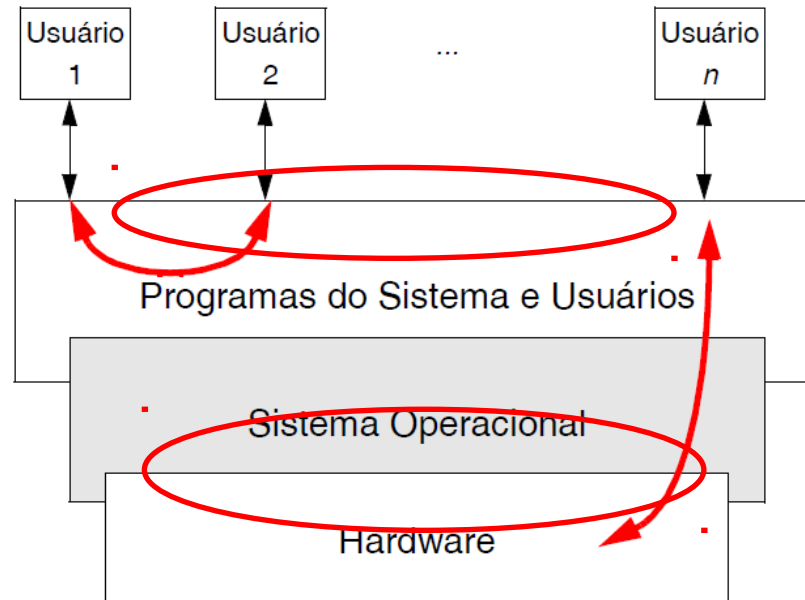 Usuário
1
Usuário
2
...
Usuário
n
Programas do Sistema e Usuários
Sistema Operacional
Hardware